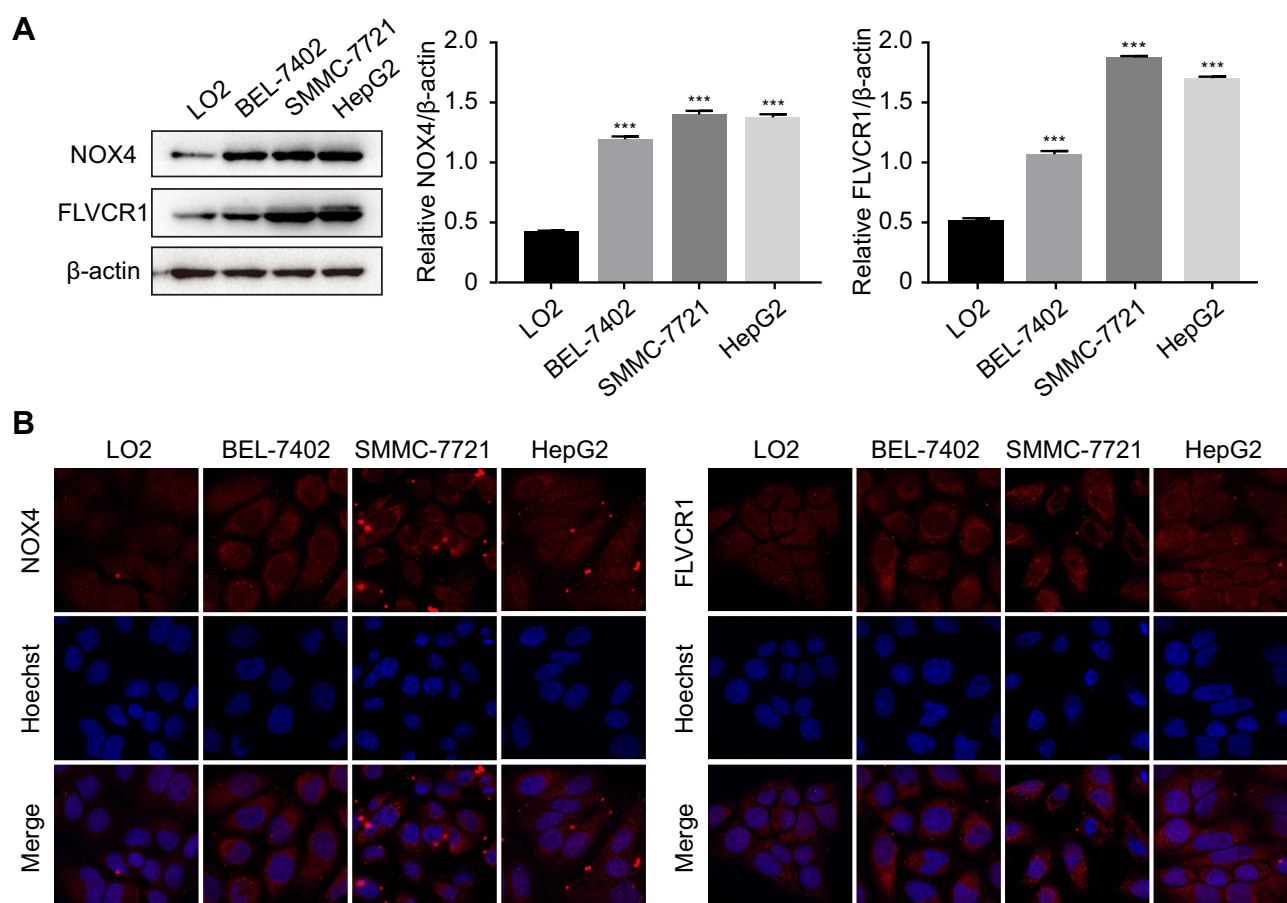 A
LO2
BEL-7402
SMMC-7721
HepG2
NOX4
FLVCR1
β-actin
Relative NOX4/β-actin
2.0
1.5
1.0
0.5
0
***
***
***
LO2
BEL-7402
SMMC-7721
HepG2
Relative FLVCR1/β-actin
2.0
1.5
1.0
0.5
0
***
***
***
LO2
BEL-7402
SMMC-7721
HepG2
B
LO2 BEL-7402 SMMC-7721 HepG2
NOX4
Hoechst
Merge
LO2 BEL-7402 SMMC-7721 HepG2
FLVCR1
Hoechst
Merge